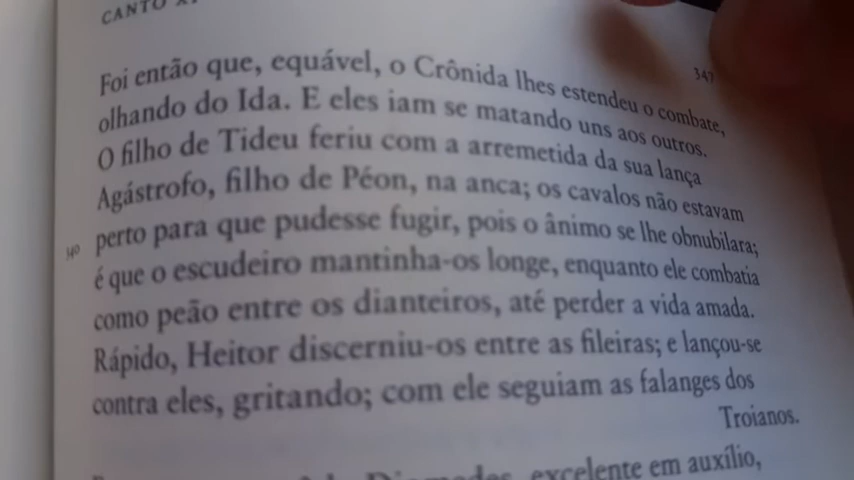 CANTO
347
Foi então que, equável, o Crônida lhes estendeu o combate,
olhando do Ida. E eles iam se matando uns aos outros.
O filho de Tideu feriu com a arremetida da sua lança
Agástrofo, filho de Péon, na anca; os cavalos não estavam
340 perto para que pudesse fugir, pois o ânimo se lhe obnubilara;
é que o escudeiro mantinha-os longe, enquanto ele combatia
como peão entre os dianteiros, até perder a vida amada.
Rápido, Heitor discerniu-os entre as fileiras; e lançou-se
contra eles, gritando; com ele seguiam as falanges dos
Troianos.
Diomedes, excelente em auxílio,